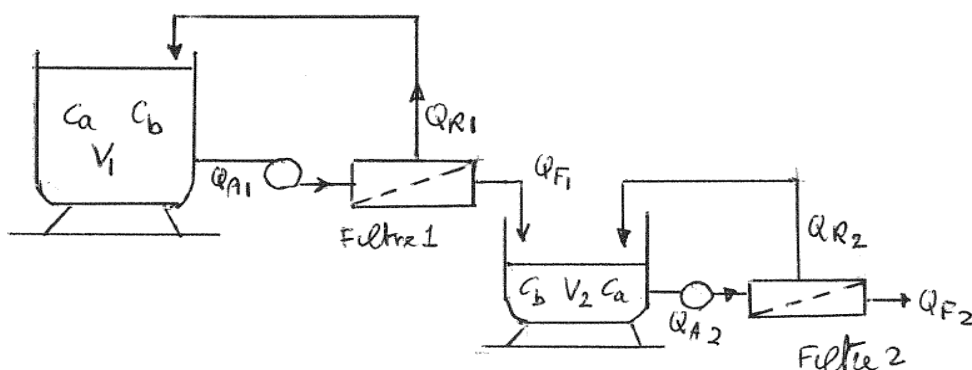 Ca Cb
V1
QA1
QR1
QF1
Filtre 1
Cb V2 Ca
QA2
QR2
QF2
Filtre 2